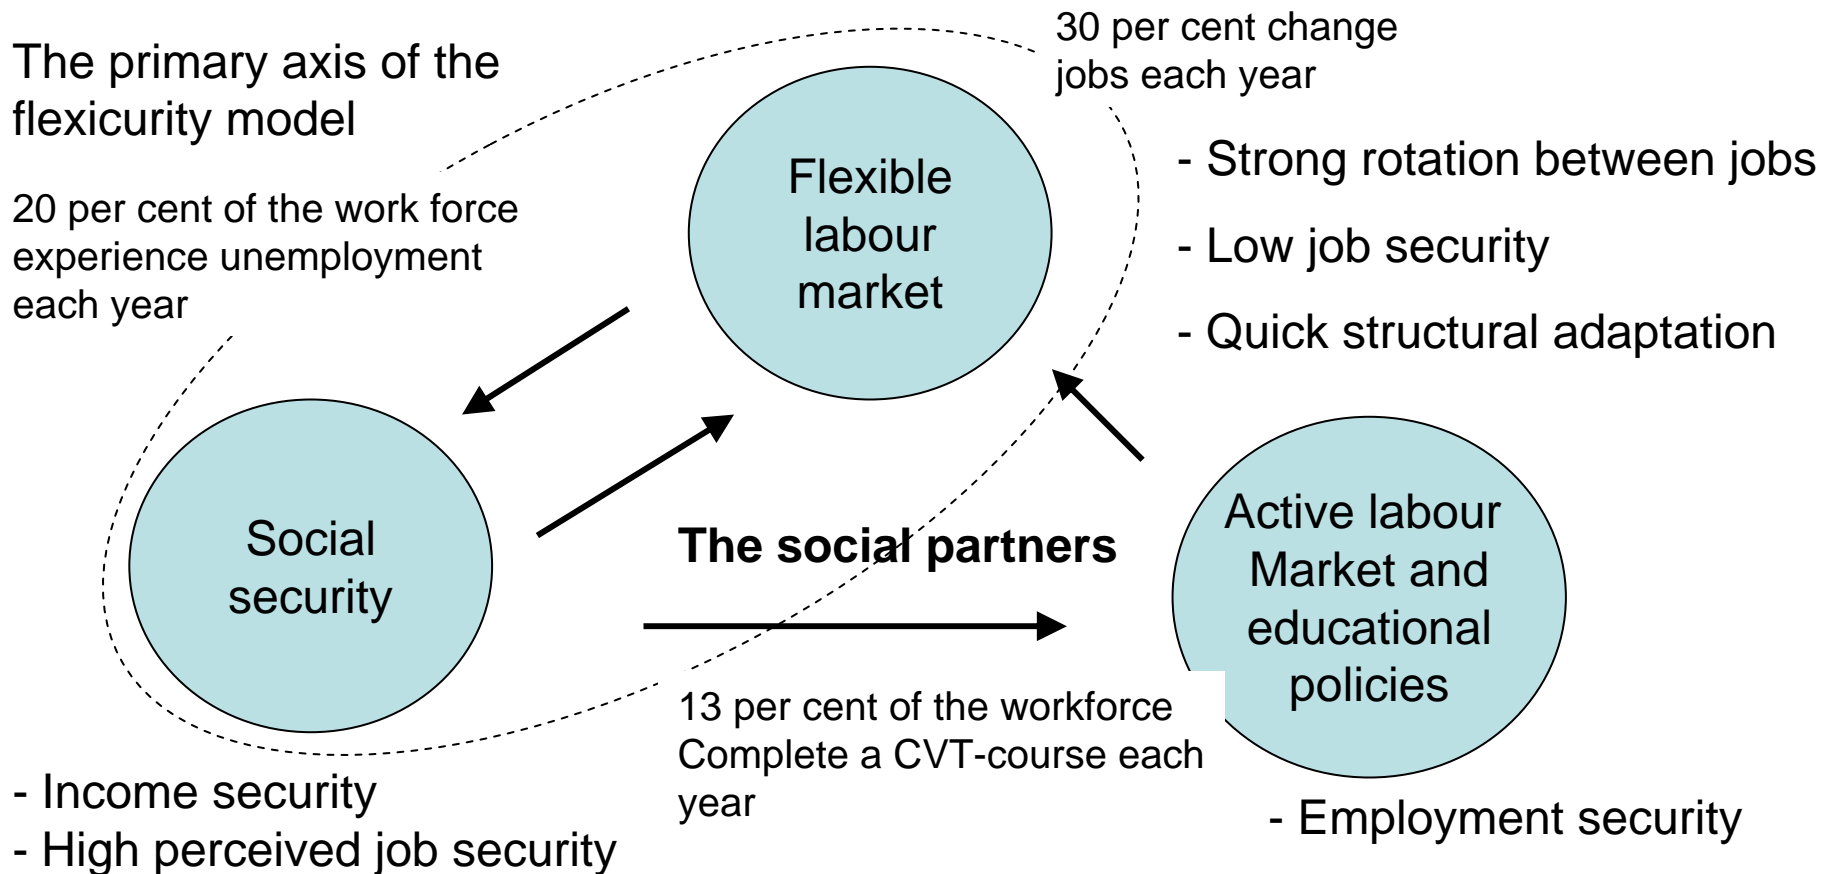 The primary axis of the
flexicurity model
30 per cent change
jobs each year
20 per cent of the work force
experience unemployment
each year
Flexible
labour
market
- Strong rotation between jobs
- Low job security
- Quick structural adaptation
Social
security
The social partners
Active labour
Market and
educational
policies
13 per cent of the workforce
Complete a CVT-course each
year
- Income security
- High perceived job security
- Employment security